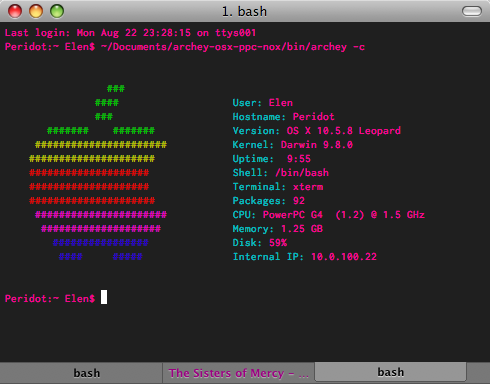 1. bash
Last login: Mon Aug 22 23:28:15 on ttys001
Peridot:~ Elen$ ~/Documents/archey-osx-ppc-nox/bin/archey -c
###
####
###
####### #######
######################
#####################
####################
####################
#####################
######################
####################
################
#### #####
User: Elen
Hostname: Peridot
Version: OS X 10.5.8 Leopard
Kernel: Darwin 9.8.0
Uptime: 9:55
Shell: /bin/bash
Terminal: xterm
Packages: 92
CPU: PowerPC G4 (1.2) @ 1.5 GHz
Memory: 1.25 GB
Disk: 59%
Internal IP: 10.0.100.22
Peridot:~ Elen$
bash
The Sisters of Mercy – ...
bash